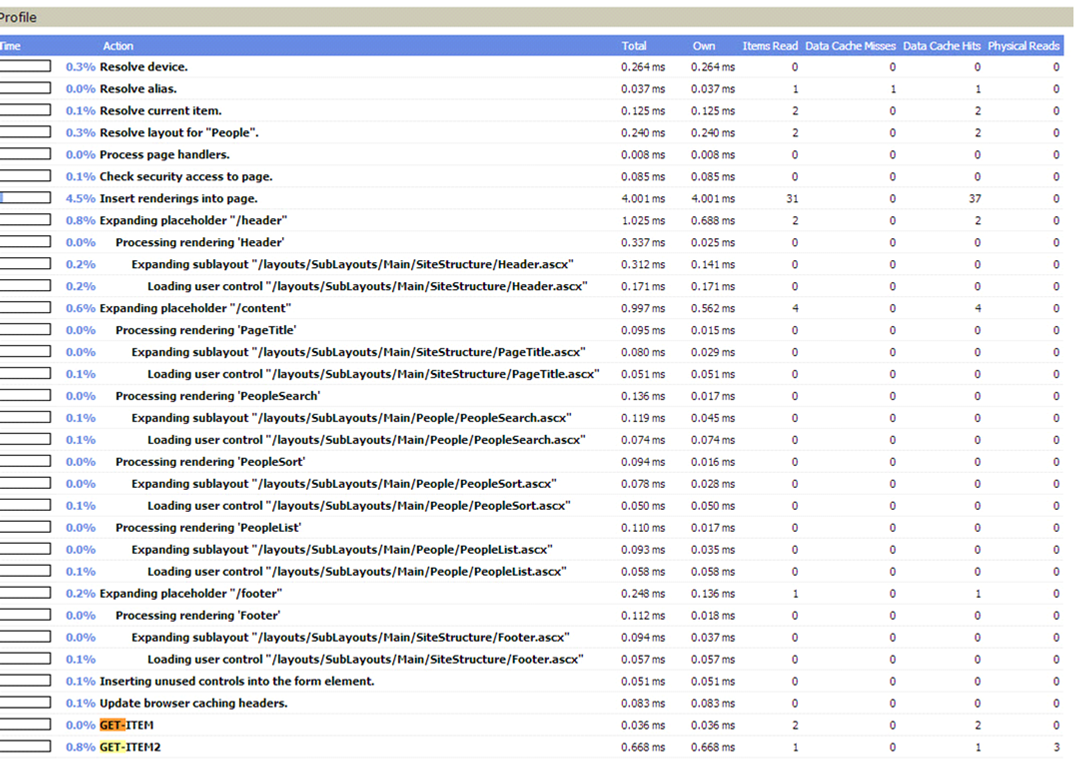 Profile
Time Action Total Own Items Read Data Cache Misses Data Cache Hits Physical Reads
0.3% Resolve device. 0.264 ms 0.264 ms 0 0 0 0
0.0% Resolve alias. 0.037 ms 0.037 ms 1 1 1 0
0.1% Resolve current item. 0.125 ms 0.125 ms 2 0 2 0
0.3% Resolve layout for "People". 0.240 ms 0.240 ms 2 0 2 0
0.0% Process page handlers. 0.008 ms 0.008 ms 0 0 0 0
0.1% Check security access to page. 0.085 ms 0.085 ms 0 0 0 0
4.5% Insert renderings into page. 4.001 ms 4.001 ms 31 0 37 0
0.8% Expanding placeholder "/header" 1.025 ms 0.688 ms 2 0 2 0
0.0% Processing rendering 'Header' 0.337 ms 0.025 ms 0 0 0 0
0.2% Expanding sublayout "/layouts/SubLayouts/Main/SiteStructure/Header.ascx" 0.312 ms 0.141 ms 0 0 0 0
0.2% Loading user control "/layouts/SubLayouts/Main/SiteStructure/Header.ascx" 0.171 ms 0.171 ms 0 0 0 0
0.6% Expanding placeholder "/content" 0.997 ms 0.562 ms 4 0 4 0
0.0% Processing rendering 'PageTitle' 0.095 ms 0.015 ms 0 0 0 0
0.0% Expanding sublayout "/layouts/SubLayouts/Main/SiteStructure/PageTitle.ascx" 0.080 ms 0.029 ms 0 0 0 0
0.1% Loading user control "/layouts/SubLayouts/Main/SiteStructure/PageTitle.ascx" 0.051 ms 0.051 ms 0 0 0 0
0.0% Processing rendering 'PeopleSearch' 0.136 ms 0.017 ms 0 0 0 0
0.1% Expanding sublayout "/layouts/SubLayouts/Main/People/PeopleSearch.ascx" 0.119 ms 0.045 ms 0 0 0 0
0.1% Loading user control "/layouts/SubLayouts/Main/People/PeopleSearch.ascx" 0.074 ms 0.074 ms 0 0 0 0
0.0% Processing rendering 'PeopleSort' 0.094 ms 0.016 ms 0 0 0 0
0.0% Expanding sublayout "/layouts/SubLayouts/Main/People/PeopleSort.ascx" 0.078 ms 0.028 ms 0 0 0 0
0.1% Loading user control "/layouts/SubLayouts/Main/People/PeopleSort.ascx" 0.050 ms 0.050 ms 0 0 0 0
0.0% Processing rendering 'PeopleList' 0.110 ms 0.017 ms 0 0 0 0
0.0% Expanding sublayout "/layouts/SubLayouts/Main/People/PeopleList.ascx" 0.093 ms 0.035 ms 0 0 0 0
0.1% Loading user control "/layouts/SubLayouts/Main/People/PeopleList.ascx" 0.058 ms 0.058 ms 0 0 0 0
0.2% Expanding placeholder "/footer" 0.248 ms 0.136 ms 1 0 1 0
0.0% Processing rendering 'Footer' 0.112 ms 0.018 ms 0 0 0 0
0.0% Expanding sublayout "/layouts/SubLayouts/Main/SiteStructure/Footer.ascx" 0.094 ms 0.037 ms 0 0 0 0
0.1% Loading user control "/layouts/SubLayouts/Main/SiteStructure/Footer.ascx" 0.057 ms 0.057 ms 0 0 0 0
0.1% Inserting unused controls into the form element. 0.051 ms 0.051 ms 0 0 0 0
0.1% Update browser caching headers. 0.083 ms 0.083 ms 0 0 0 0
0.0% GET-ITEM 0.036 ms 0.036 ms 2 0 2 0
0.8% GET-ITEM2 0.668 ms 0.668 ms 1 0 1 3